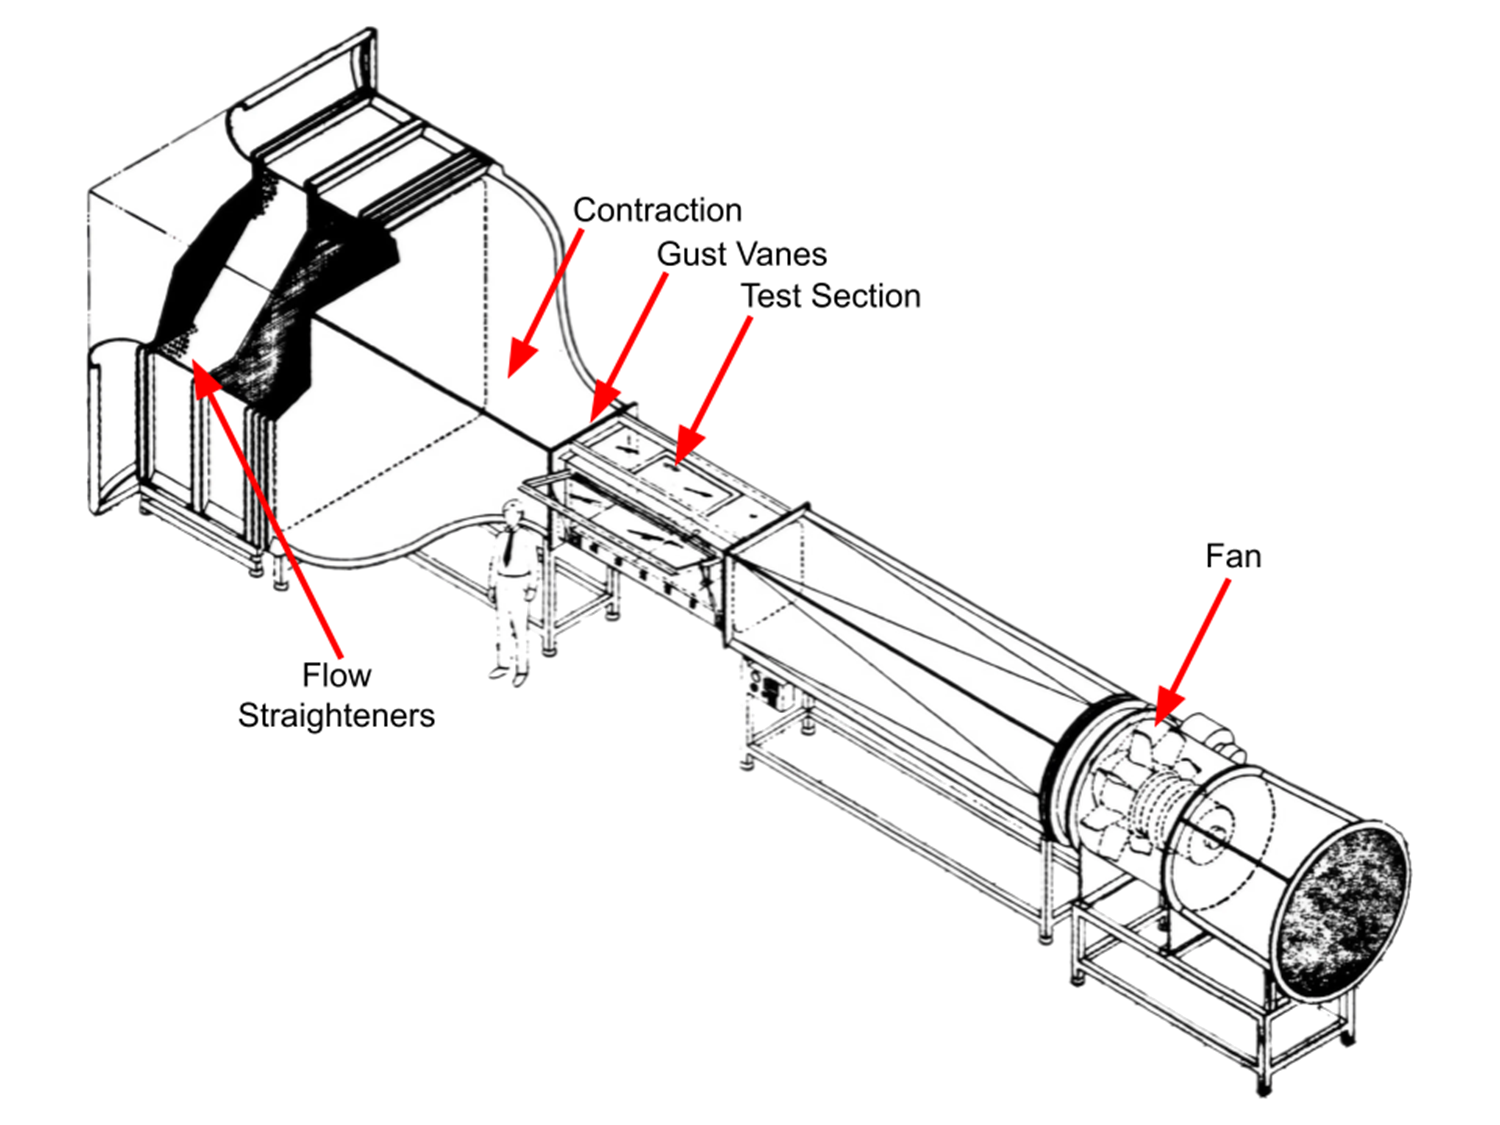 Contraction
Gust Vanes
Test Section
Fan
Flow
Straighteners